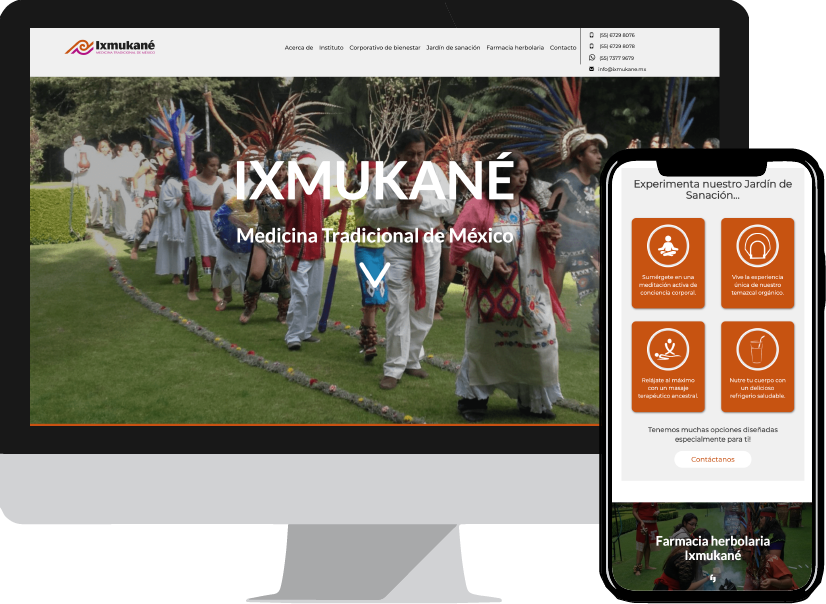 Ixmukané
MEDICINA TRADICIONAL DE MÉXICO
Acerca de Instituto Corporativo de bienestar Jardín de sanación Farmacia herbolaria Contacto
(55) 6729 8076
(55) 6729 8078
(55) 7377 9679
info@ixmukane.mx
IXMUKANÉ
Medicina Tradicional de México
Experimenta nuestro Jardín de
Sanación...
Sumérgete en una
meditación activa de
conciencia corporal.
Vive la experiencia
única de nuestro
temazcal orgánico.
Relájate al máximo
con un masaje
terapéutico ancestral.
Nutre tu cuerpo con
un delicioso
refrigerio saludable.
Tenemos muchas opciones diseñadas
especialmente para ti!
Contáctanos
Farmacia herbolaria
Ixmukané